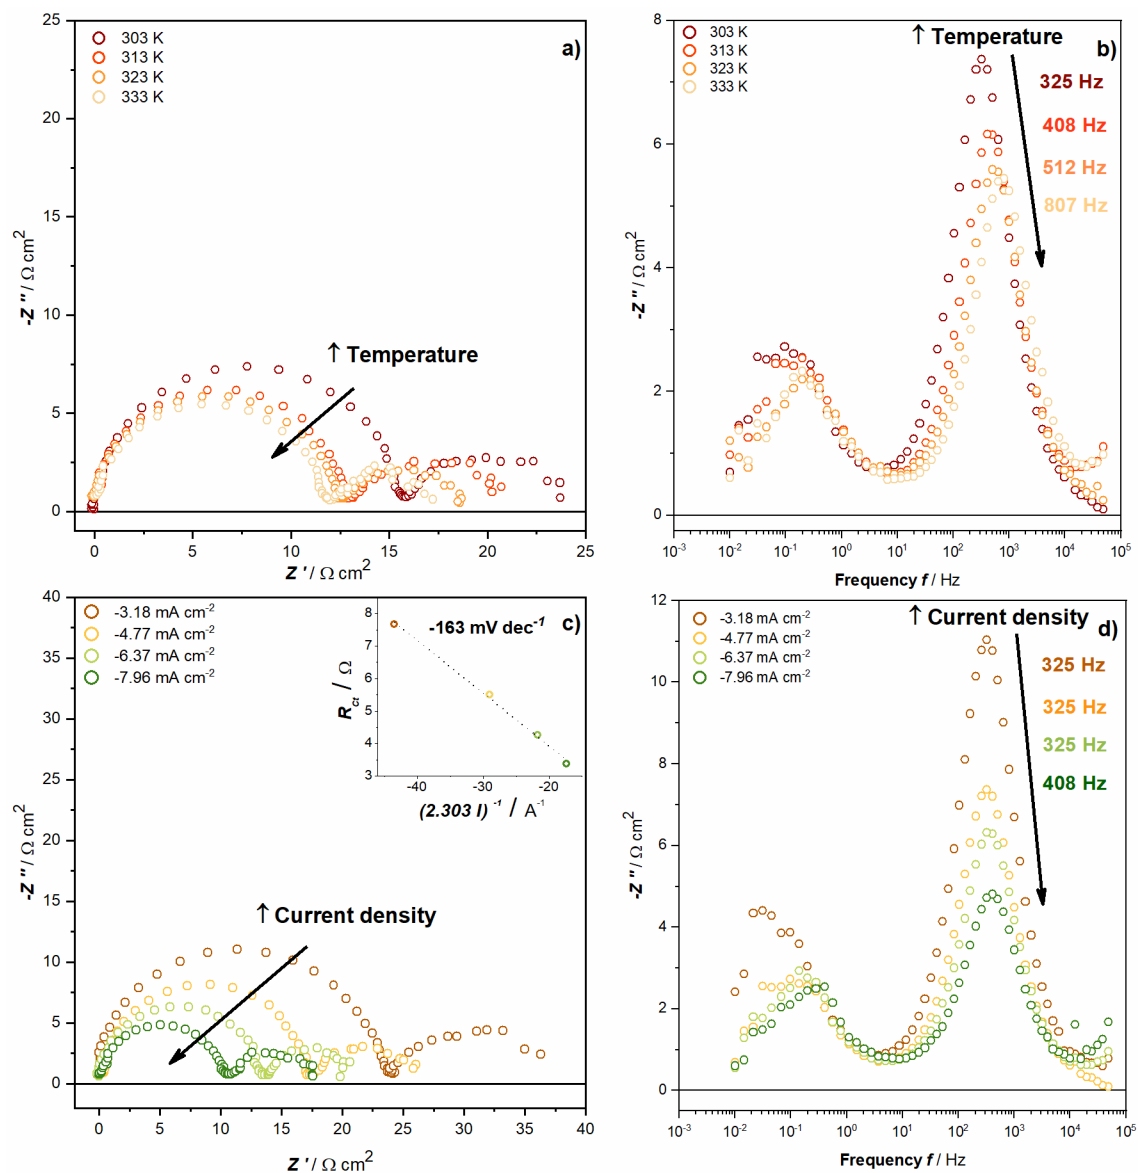 a)
303 K
313 K
323 K
333 K
↑ Temperature
25
20
15
10
5
0
-Z " / Ω cm²
0 5 10 15 20 25
Z ' / Ω cm²
b)
303 K
313 K
323 K
333 K
↑ Temperature
325 Hz
408 Hz
512 Hz
807 Hz
-8
6
4
2
0
-Z " / Ω cm²
10⁻³ 10⁻² 10⁻¹ 10⁰ 10¹ 10² 10³ 10⁴ 10⁵
Frequency f / Hz
c)
-3.18 mA cm⁻²
-4.77 mA cm⁻²
-6.37 mA cm⁻²
-7.96 mA cm⁻²
-163 mV dec⁻¹
8
7
6
5
4
3
R_ct / Ω
-40 -30 -20
(2.303 I) ⁻¹ / A⁻¹
↑ Current density
40
35
30
25
20
15
10
5
0
-Z " / Ω cm²
0 5 10 15 20 25 30 35 40
Z ' / Ω cm²
d)
-3.18 mA cm⁻²
-4.77 mA cm⁻²
-6.37 mA cm⁻²
-7.96 mA cm⁻²
↑ Current density
325 Hz
325 Hz
325 Hz
408 Hz
12
10
8
6
4
2
0
-Z " / Ω cm²
10⁻³ 10⁻² 10⁻¹ 10⁰ 10¹ 10² 10³ 10⁴ 10⁵
Frequency f / Hz